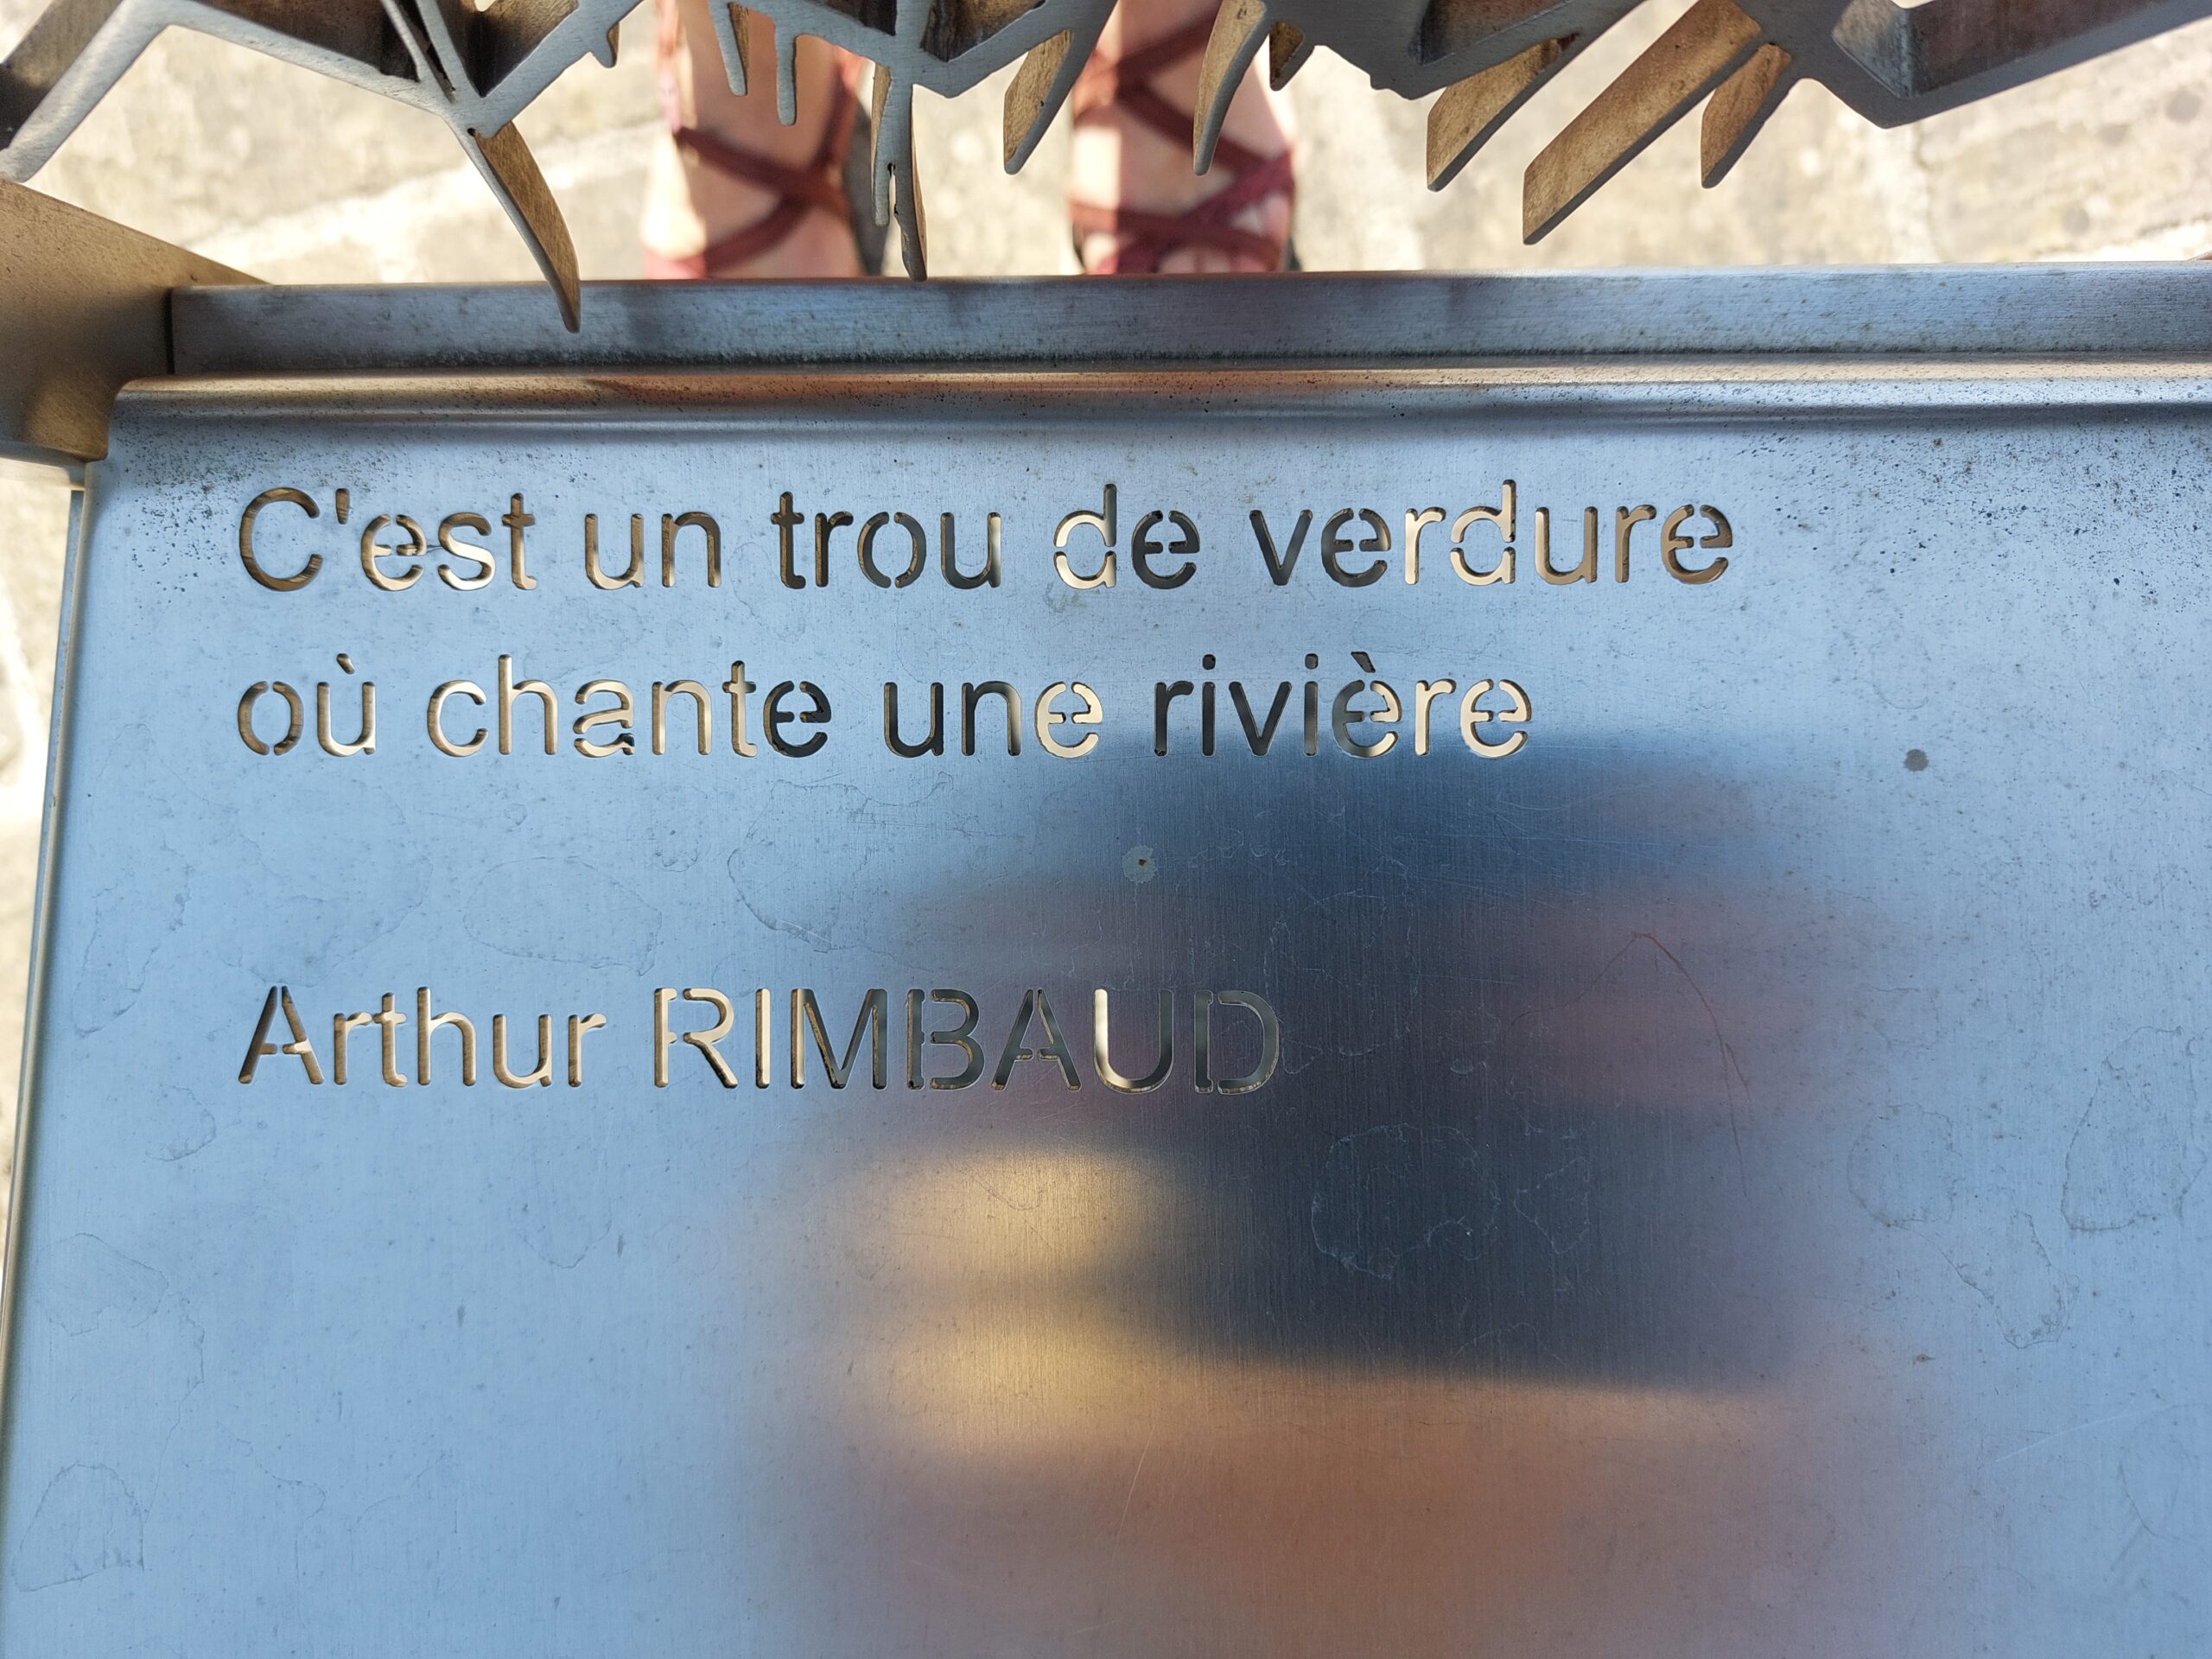 C'est un trou de verdure
où chante une rivière
Arthur RIMBAUD